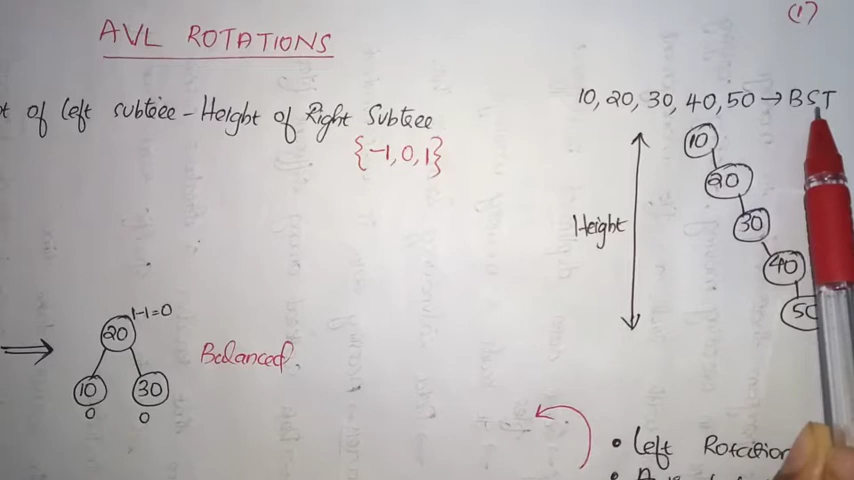 (1)
AVL ROTATIONS
of left subtree - Height of Right Subtree
{-1, 0, 1}
10, 20, 30, 40, 50 → BST
10
20
Height
30
40
50
1-1=0
20
Balanced.
10
30
0
0
• Left Rotation